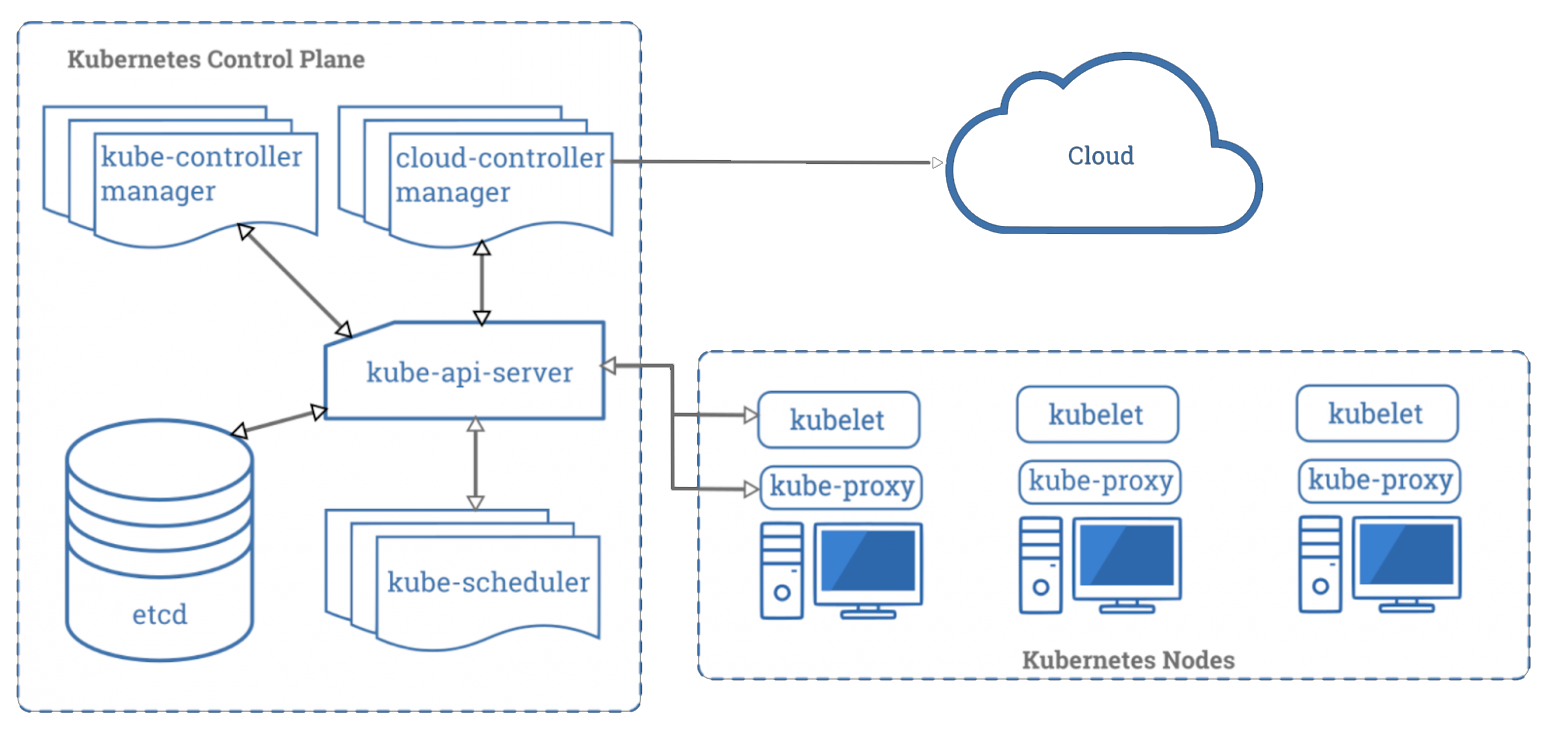 Kubernetes Control Plane
kube-controller
manager
cloud-controller
manager
Cloud
kube-api-server
etcd
kube-scheduler
kubelet
kube-proxy
kubelet
kube-proxy
kubelet
kube-proxy
Kubernetes Nodes